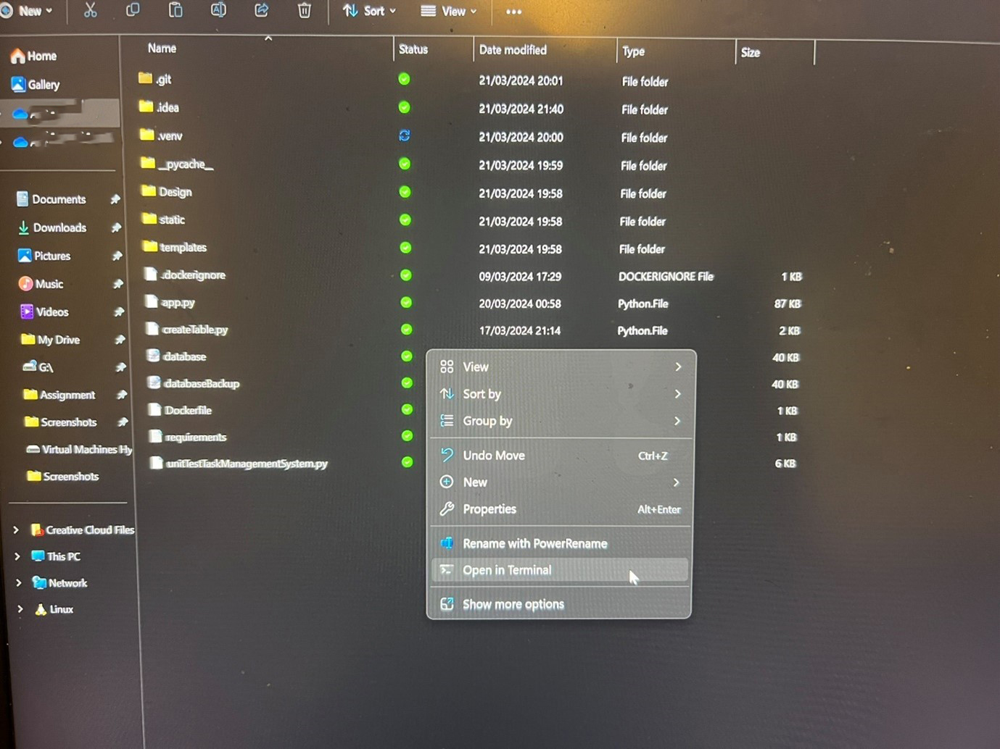 New
Sort
View
Name
Status
Date modified
Type
Size
Home
Gallery
Documents
Downloads
Pictures
Music
Videos
My Drive
G:\
Assignment
Screenshots
Virtual Machines Hy
Screenshots
Creative Cloud Files
This PC
Network
Linux
.git 21/03/2024 20:01 File folder
.idea 21/03/2024 21:40 File folder
.venv 21/03/2024 20:00 File folder
__pycache__ 21/03/2024 19:59 File folder
Design 21/03/2024 19:58 File folder
static 21/03/2024 19:58 File folder
templates 21/03/2024 19:58 File folder
.dockerignore 09/03/2024 17:29 DOCKERIGNORE File 1 KB
app.py 20/03/2024 00:58 Python.File 87 KB
createTable.py 17/03/2024 21:14 Python.File 2 KB
database 40 KB
databaseBackup 40 KB
Dockerfile 1 KB
requirements 1 KB
unitTestTaskManagementSystem.py 6 KB
View
Sort by
Group by
Undo Move Ctrl+Z
New
Properties Alt+Enter
Rename with PowerRename
Open in Terminal
Show more options